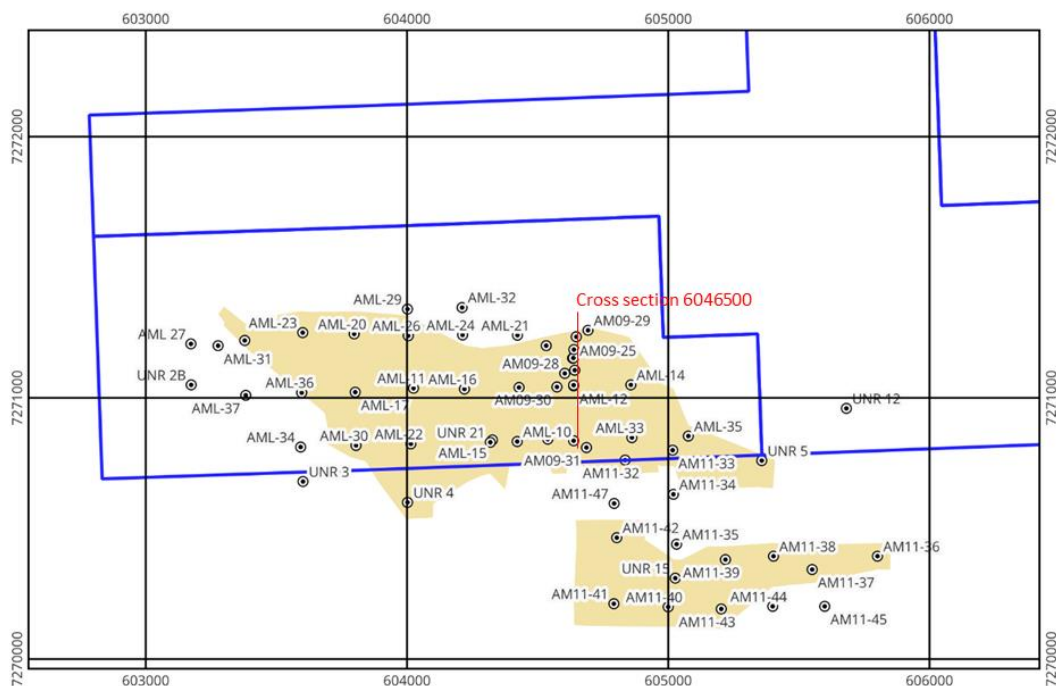 603000 604000 605000 606000
7272000 7272000
AML-29 AML-32
Cross section 6046500
AML-23 AML-20 AML-26 AML-24 AML-21 AM09-29
AML 27
AML-31
AM09-28 AM09-25
UNR 2B AML-36 AML-11 AML-16 AML-14
7271000 7271000
AML-37 AML-17 AM09-30 AML-12 UNR 12
AML-34 AML-30 AML-22 UNR 21 AML-10 AML-33 AML-35
AML-15 AM09-31 UNR 5
UNR 3 AM11-32 AM11-33
UNR 4 AM11-47 AM11-34
AM11-42 AM11-35
AM11-38 AM11-36
UNR 15 AM11-39 AM11-37
AM11-41 AM11-40 AM11-44
AM11-43 AM11-45
7270000 7270000
603000 604000 605000 606000